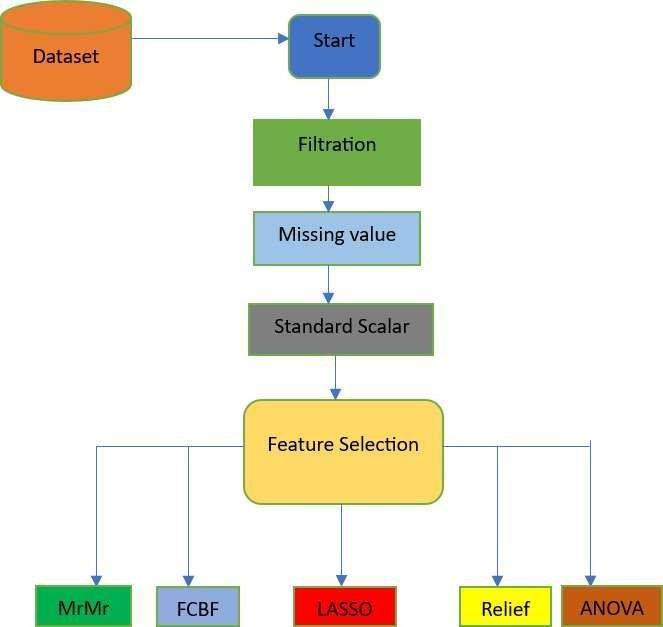 Dataset
Start
Filtration
Missing value
Standard Scalar
Feature Selection
MrMr
FCBF
LASSO
Relief
ANOVA